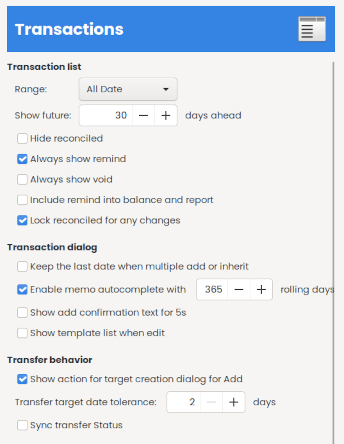 Transactions
Transaction list
Range: All Date
Show future: 30 days ahead
Hide reconciled
Always show remind
Always show void
Include remind into balance and report
Lock reconciled for any changes
Transaction dialog
Keep the last date when multiple add or inherit
Enable memo autocomplete with 365 rolling days
Show add confirmation text for 5s
Show template list when edit
Transfer behavior
Show action for target creation dialog for Add
Transfer target date tolerance: 2 days
Sync transfer Status